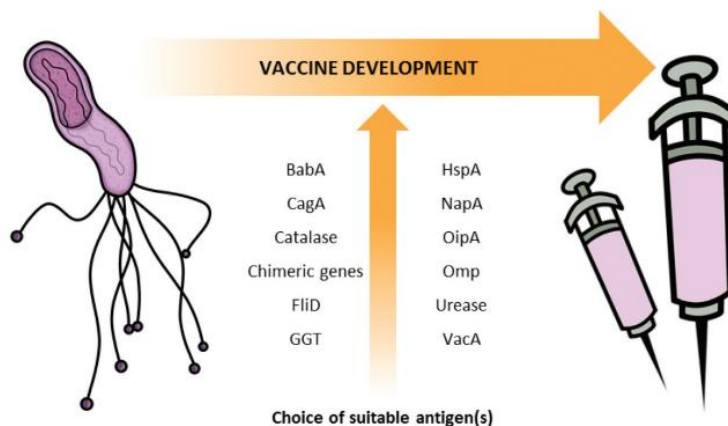 VACCINE DEVELOPMENT
BabA
HspA
CagA
NapA
Catalase
OipA
Chimeric genes
Omp
FliD
Urease
GGT
VacA
Choice of suitable antigen(s)